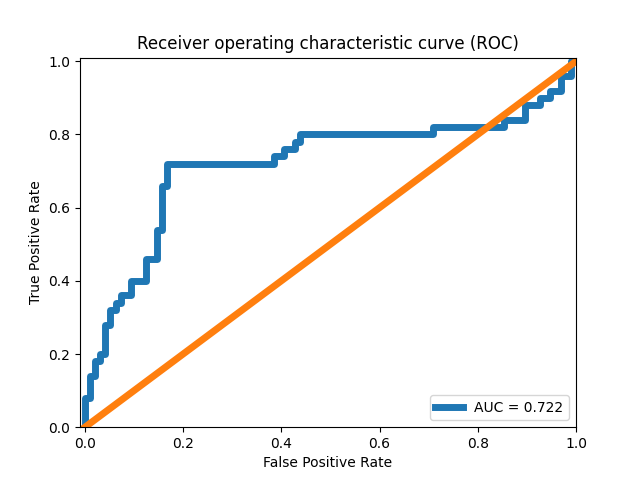 Receiver operating characteristic curve (ROC)
True Positive Rate
1.0
0.8
0.6
0.4
0.2
0.0
AUC = 0.722
0.0 0.2 0.4 0.6 0.8 1.0
False Positive Rate